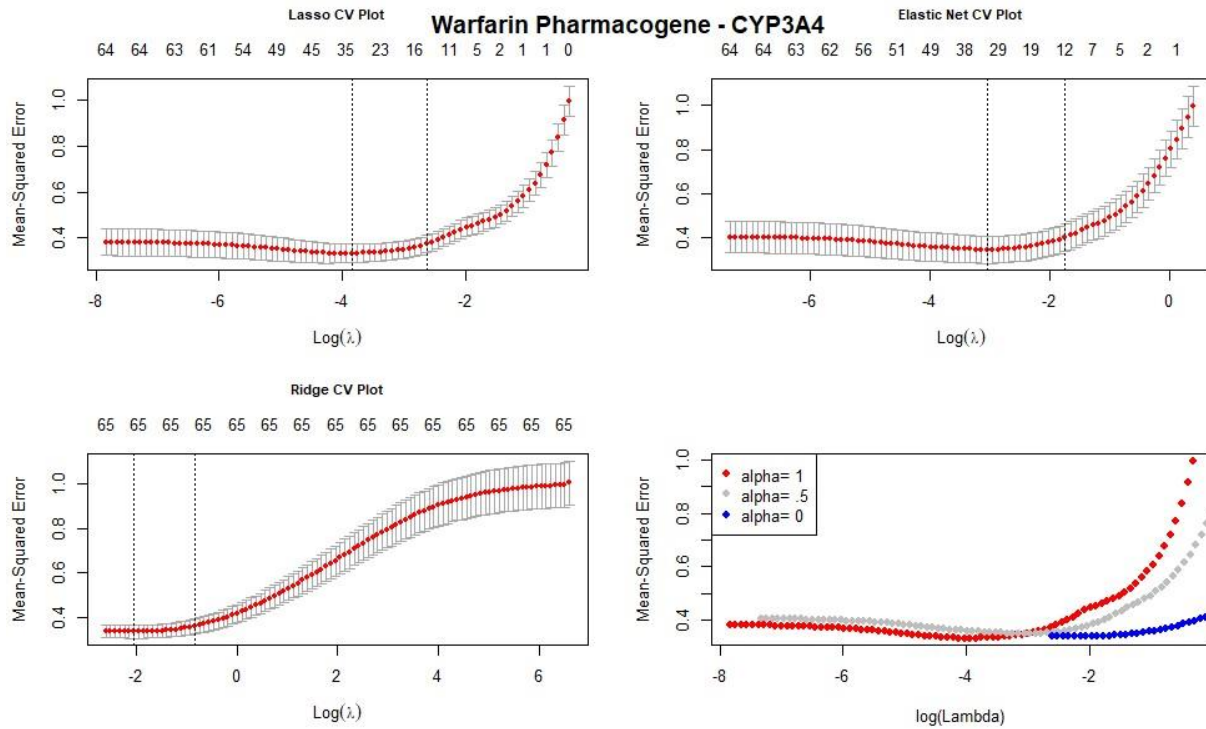 Warfarin Pharmacogene - CYP3A4
Lasso CV Plot
64 64 63 61 54 49 45 35 23 16 11 5 2 1 1 0
Mean-Squared Error
1.0
0.8
0.6
0.4
-8 -6 -4 -2
Log(λ)
Elastic Net CV Plot
64 64 63 62 56 51 49 38 29 19 12 7 5 2 1
Mean-Squared Error
1.0
0.8
0.6
0.4
-6 -4 -2 0
Log(λ)
Ridge CV Plot
65 65 65 65 65 65 65 65 65 65 65 65 65 65 65
Mean-Squared Error
1.0
0.8
0.6
0.4
-2 0 2 4 6
Log(λ)
alpha= 1
alpha= .5
alpha= 0
Mean-Squared Error
1.0
0.8
0.6
0.4
-8 -6 -4 -2
log(Lambda)